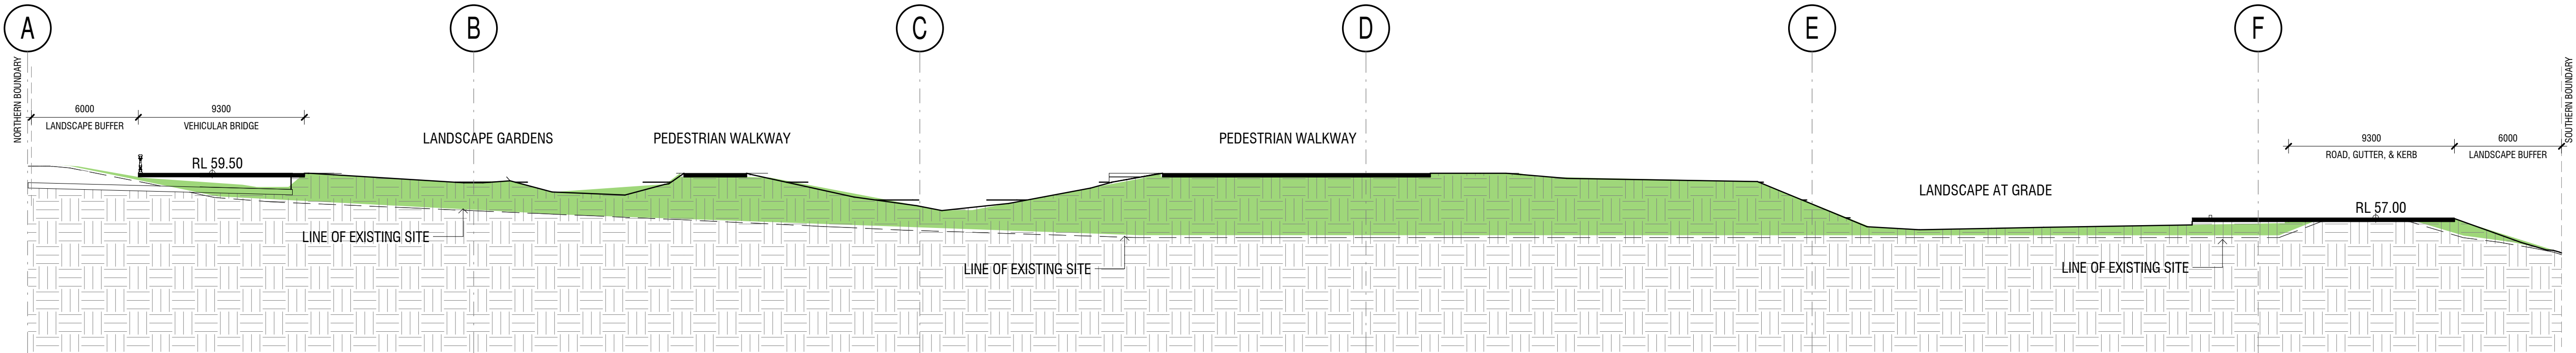 A
B
C
D
E
F
NORTHERN BOUNDARY
SOUTHERN BOUNDARY
6000
9300
LANDSCAPE BUFFER
VEHICULAR BRIDGE
LANDSCAPE GARDENS
PEDESTRIAN WALKWAY
PEDESTRIAN WALKWAY
9300
6000
ROAD, GUTTER, & KERB
LANDSCAPE BUFFER
RL 59.50
LANDSCAPE AT GRADE
RL 57.00
LINE OF EXISTING SITE
LINE OF EXISTING SITE
LINE OF EXISTING SITE